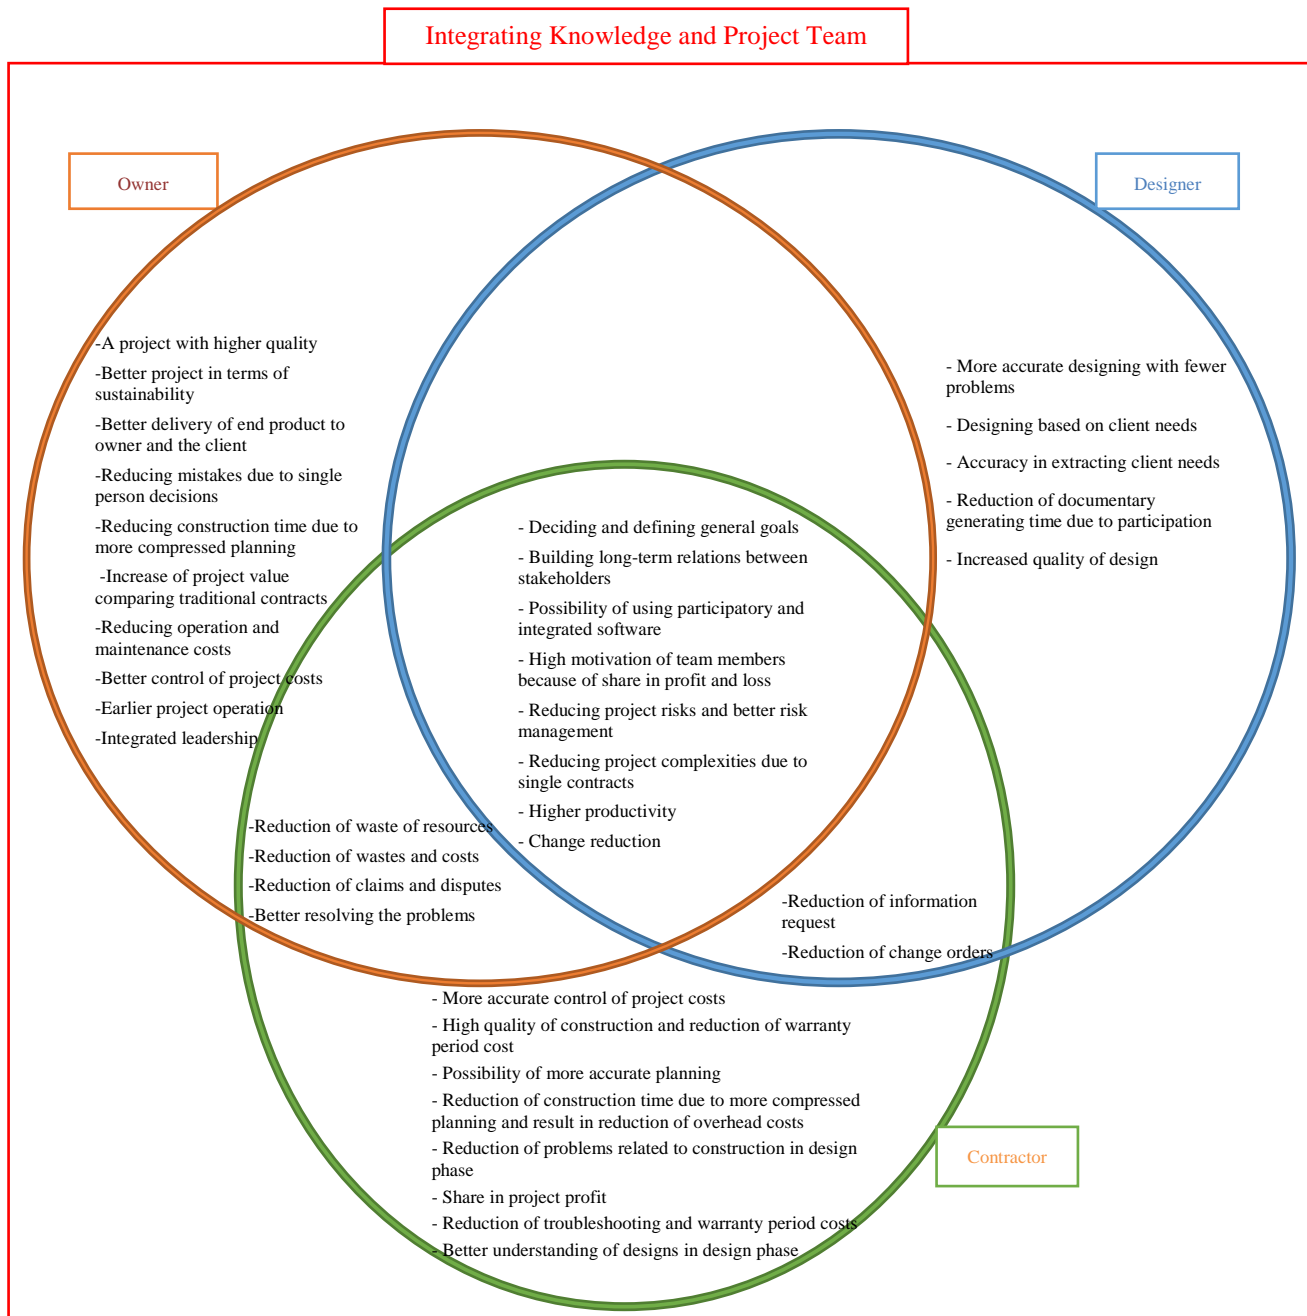 Integrating Knowledge and Project Team
Owner
Designer
-A project with higher quality
-Better project in terms of
sustainability
-Better delivery of end product to
owner and the client
-Reducing mistakes due to single
person decisions
-Reducing construction time due to
more compressed planning
-Increase of project value
comparing traditional contracts
-Reducing operation and
maintenance costs
-Better control of project costs
-Earlier project operation
-Integrated leadership
- More accurate designing with fewer
problems
- Designing based on client needs
- Accuracy in extracting client needs
- Reduction of documentary
generating time due to participation
- Increased quality of design
- Deciding and defining general goals
- Building long-term relations between
stakeholders
- Possibility of using participatory and
integrated software
- High motivation of team members
because of share in profit and loss
- Reducing project risks and better risk
management
- Reducing project complexities due to
single contracts
- Higher productivity
- Change reduction
-Reduction of waste of resources
-Reduction of wastes and costs
-Reduction of claims and disputes
-Better resolving the problems
-Reduction of information
request
-Reduction of change orders
- More accurate control of project costs
- High quality of construction and reduction of warranty
period cost
- Possibility of more accurate planning
- Reduction of construction time due to more compressed
planning and result in reduction of overhead costs
- Reduction of problems related to construction in design
phase
- Share in project profit
- Reduction of troubleshooting and warranty period costs
- Better understanding of designs in design phase
Contractor